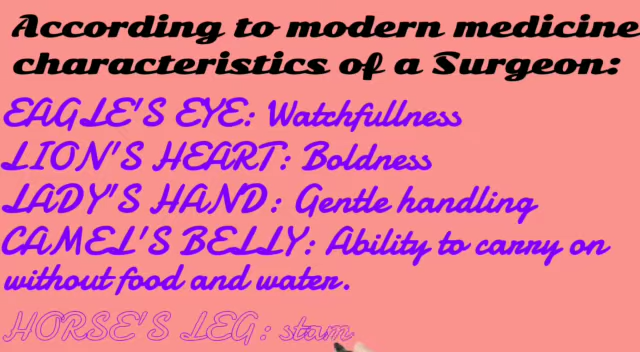 According to modern medicine
characteristics of a Surgeon:
EAGLE'S EYE: Watchfullness
LION'S HEART: Boldness
LADY'S HAND: Gentle handling
CAMEL'S BELLY: Ability to carry on
without food and water.
HORSE'S LEG: stam